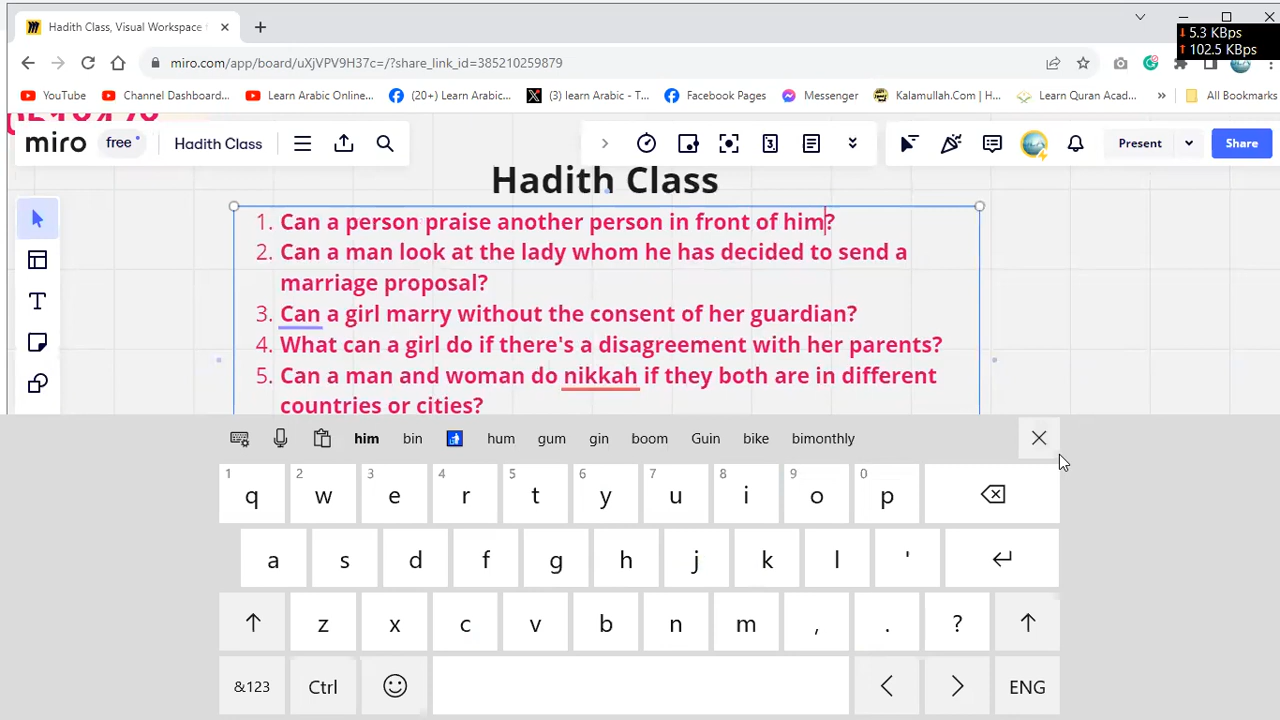 Hadith Class, Visual Workspace f
5.3 KBps
102.5 KBps
miro.com/app/board/uXjVPV9H37c=/?share_link_id=385210259879
YouTube Channel Dashboard... Learn Arabic Online... (20+) Learn Arabic... (3) learn Arabic - T... Facebook Pages Messenger Kalamullah.Com | H... Learn Quran Acad... » All Bookmarks
miro free Hadith Class Present Share
Hadith Class
1. Can a person praise another person in front of him?
2. Can a man look at the lady whom he has decided to send a
marriage proposal?
3. Can a girl marry without the consent of her guardian?
4. What can a girl do if there's a disagreement with her parents?
5. Can a man and woman do nikkah if they both are in different
countries or cities?
him bin hum gum gin boom Guin bike bimonthly
1 2 3 4 5 6 7 8 9 0
q w e r t y u i o p
a s d f g h j k l '
z x c v b n m , . ?
&123 Ctrl ENG